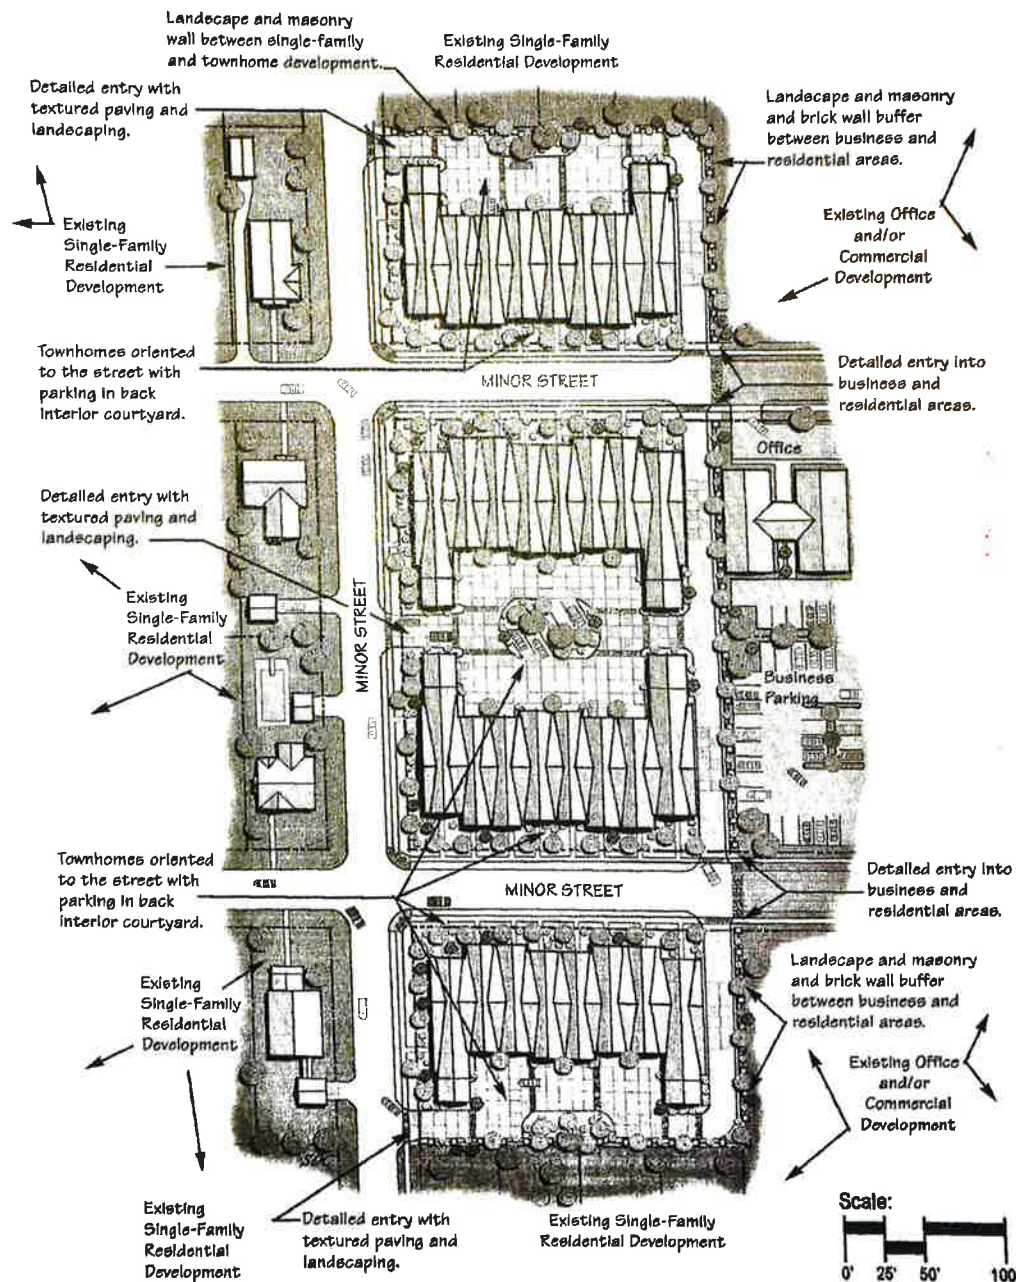 Landscape and masonry
wall between single-family
and townhome development.
Existing Single-Family
Residential Development
Detailed entry with
textured paving and
landscaping.
Landscape and masonry
and brick wall buffer
between business and
residential areas.
Existing
Single-Family
Residential
Development
Existing Office
and/or
Commercial
Development
Townhomes oriented
to the street with
parking in back
interior courtyard.
MINOR STREET
Detailed entry into
business and
residential areas.
Office
Detailed entry with
textured paving and
landscaping.
MINOR STREET
Existing
Single-Family
Residential
Development
Business
Parking
Townhomes oriented
to the street with
parking in back
interior courtyard.
MINOR STREET
Detailed entry into
business and
residential areas.
Existing
Single-Family
Residential
Development
Landscape and masonry
and brick wall buffer
between business and
residential areas.
Existing Office
and/or
Commercial
Development
Existing
Single-Family
Residential
Development
Detailed entry with
textured paving and
landscaping.
Existing Single-Family
Residential Development
Scale:
0' 25' 50' 100